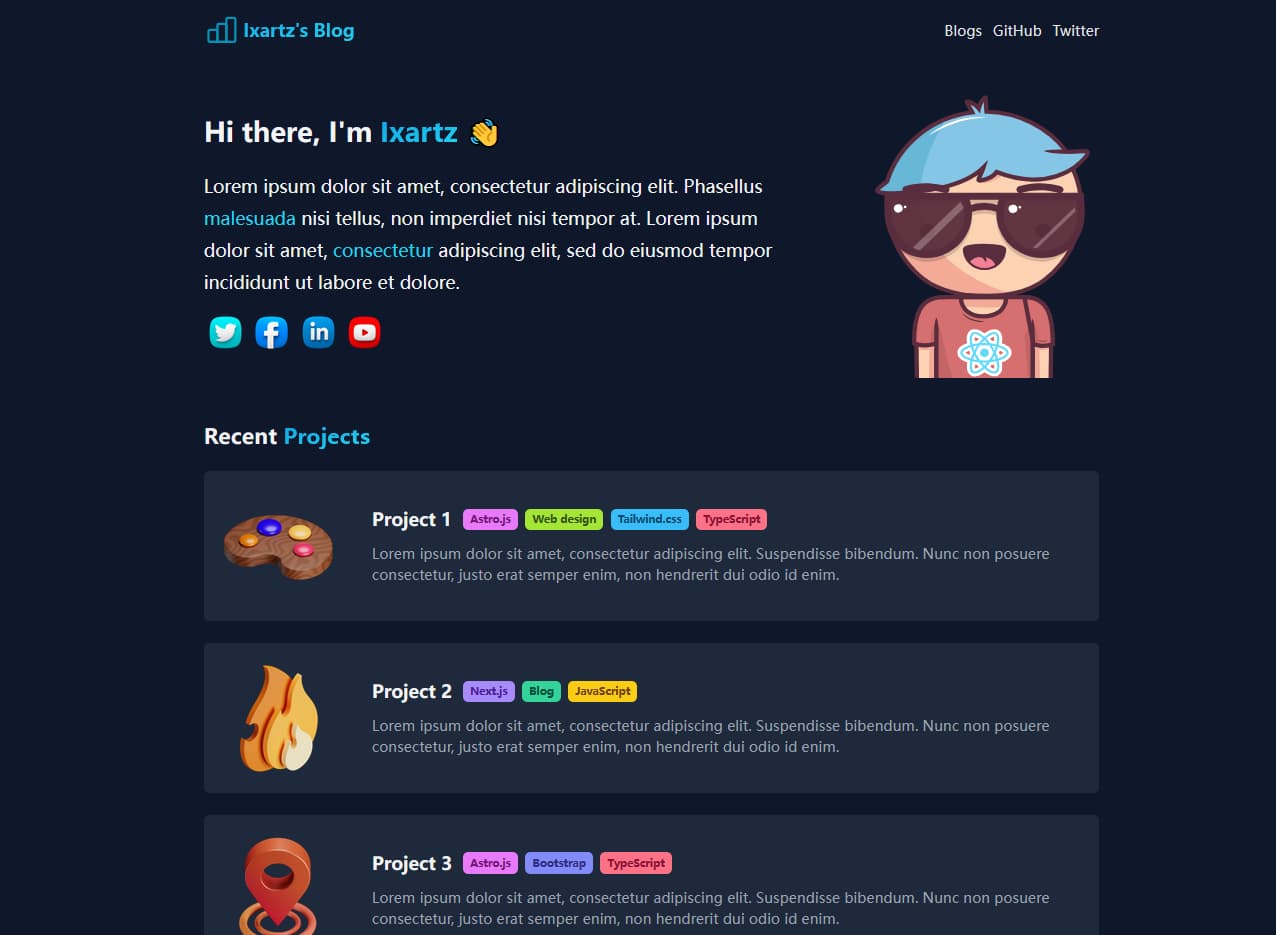 Ixartz's Blog
Blogs GitHub Twitter
Hi there, I'm Ixartz 👋
Lorem ipsum dolor sit amet, consectetur adipiscing elit. Phasellus
malesuada nisi tellus, non imperdiet nisi tempor at. Lorem ipsum
dolor sit amet, consectetur adipiscing elit, sed do eiusmod tempor
incididunt ut labore et dolore.
in
Recent Projects
Project 1 Astro.js Web design Tailwind.css TypeScript
Lorem ipsum dolor sit amet, consectetur adipiscing elit. Suspendisse bibendum. Nunc non posuere
consectetur, justo erat semper enim, non hendrerit dui odio id enim.
Project 2 Next.js Blog JavaScript
Lorem ipsum dolor sit amet, consectetur adipiscing elit. Suspendisse bibendum. Nunc non posuere
consectetur, justo erat semper enim, non hendrerit dui odio id enim.
Project 3 Astro.js Bootstrap TypeScript
Lorem ipsum dolor sit amet, consectetur adipiscing elit. Suspendisse bibendum. Nunc non posuere
consectetur, justo erat semper enim, non hendrerit dui odio id enim.